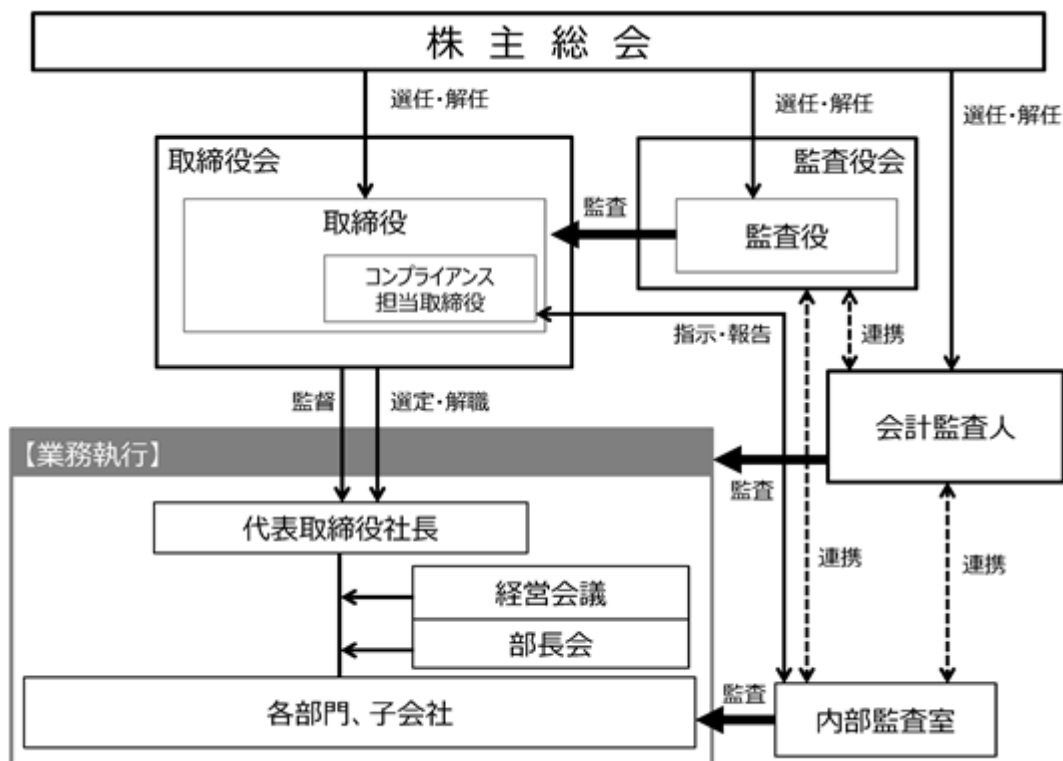 株主総会
選任・解任
選任・解任
選任・解任
取締役会
監査役会
取締役
監査
監査役
コンプライアンス
担当取締役
指示・報告
連携
監督
選定・解職
会計監査人
【業務執行】
監査
代表取締役社長
連携
連携
経営会議
部長会
監査
各部門、子会社
内部監査室